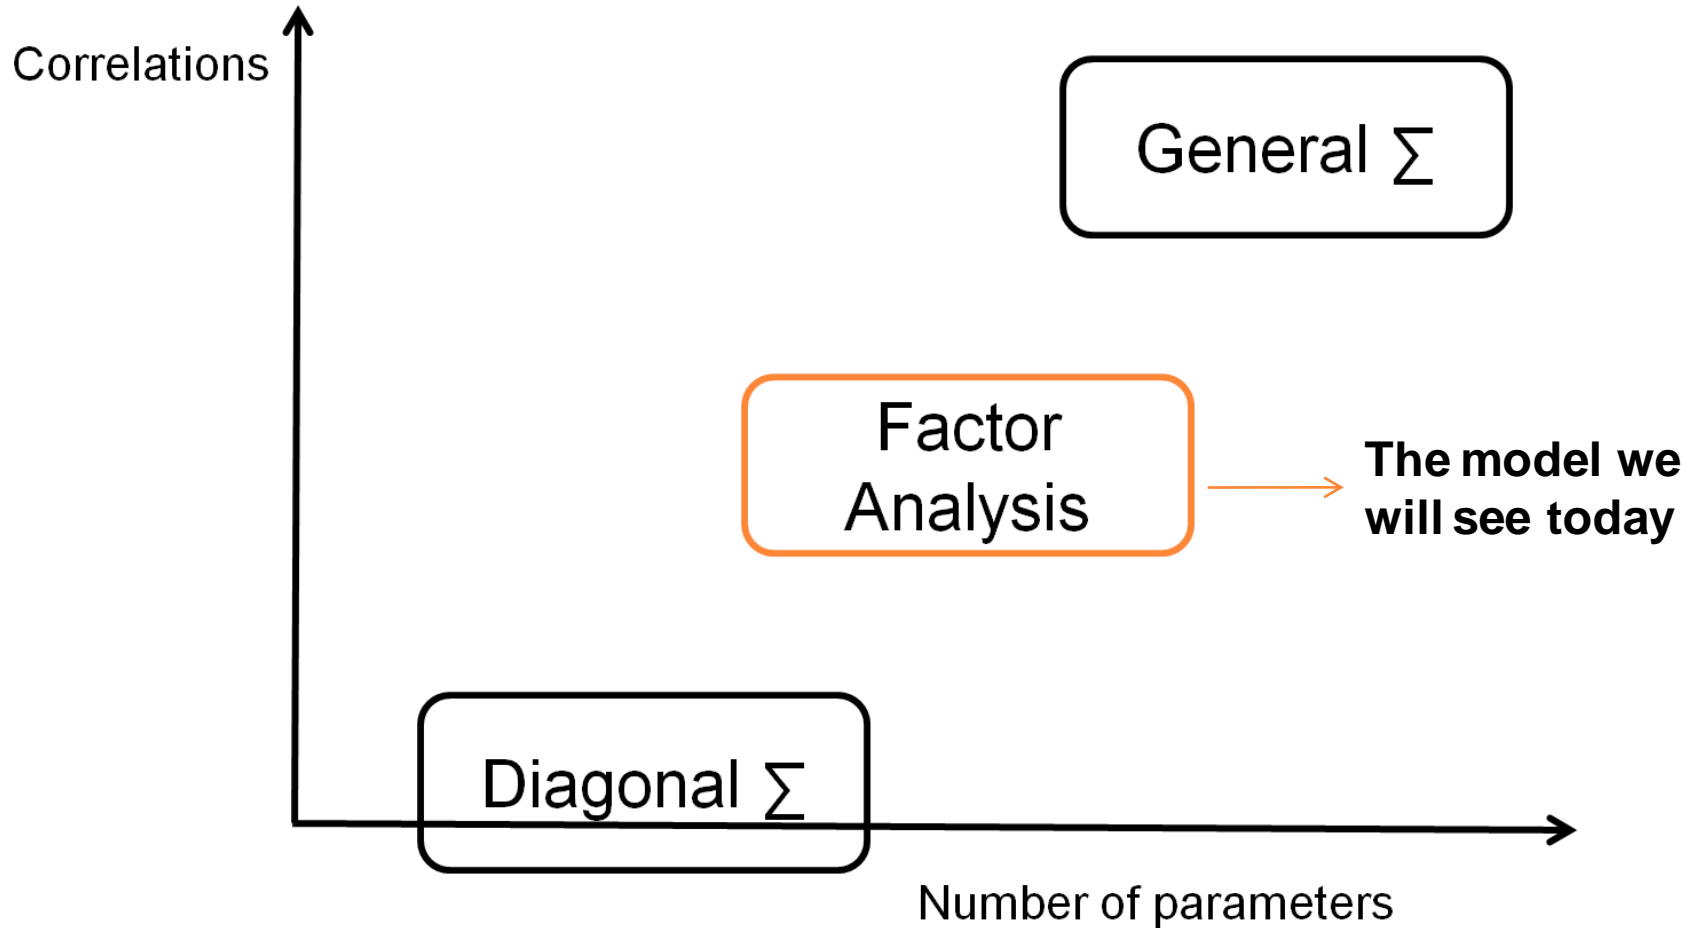 Correlations
General ∑
Factor
Analysis
The model we
will see today
Diagonal ∑
Number of parameters